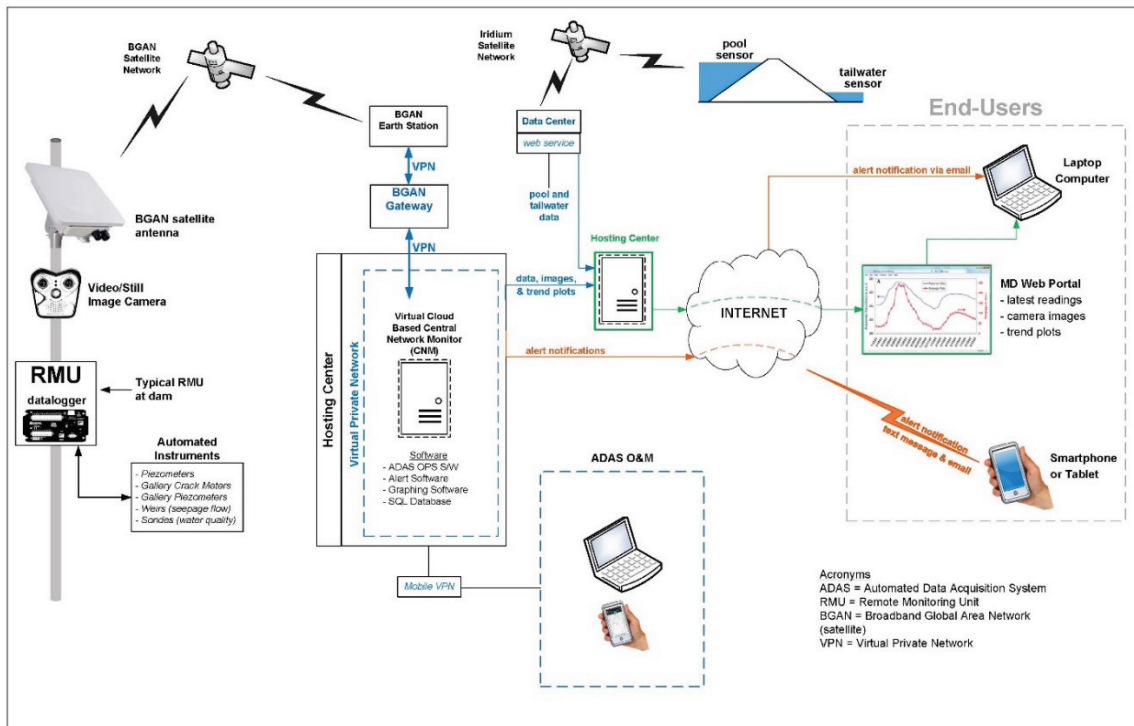 BGAN
Satellite
Network
Iridium
Satellite
Network
pool
sensor
tailwater
sensor
BGAN
Earth Station
VPN
BGAN
Gateway
VPN
Data Center
web service
pool and
tailwater
data
End-Users
alert notification via email
Laptop
Computer
BGAN satellite
antenna
Video/Still
Image Camera
RMU
datalogger
Typical RMU
at dam
Automated
Instruments
- Piezometers
- Gallery Crack Meters
- Gallery Piezometers
- Weirs (seepage flow)
- Sondes (water quality)
Hosting Center
Virtual Private Network
Virtual Cloud
Based Central
Network Monitor
(CNM)
Software
- ADAS OPS S/W
- Alert Software
- Graphing Software
- SQL Database
data, images,
& trend plots
alert notifications
Hosting Center
INTERNET
MD Web Portal
- latest readings
- camera images
- trend plots
alert notification
text message & email
Smartphone
or Tablet
Mobile VPN
ADAS O&M
Acronyms
ADAS = Automated Data Acquisition System
RMU = Remote Monitoring Unit
BGAN = Broadband Global Area Network
(satellite)
VPN = Virtual Private Network